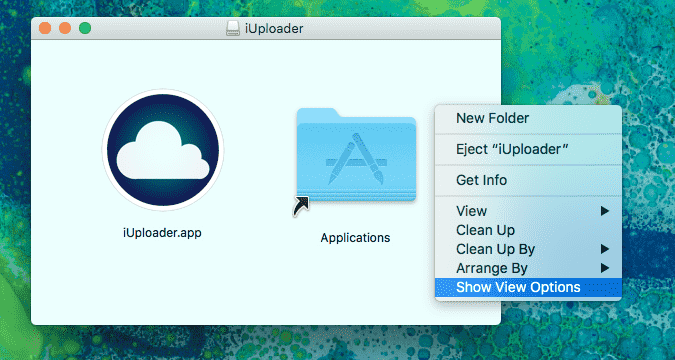 iUploader
iUploader.app
Applications
New Folder
Eject “iUploader”
Get Info
View
Clean Up
Clean Up By
Arrange By
Show View Options